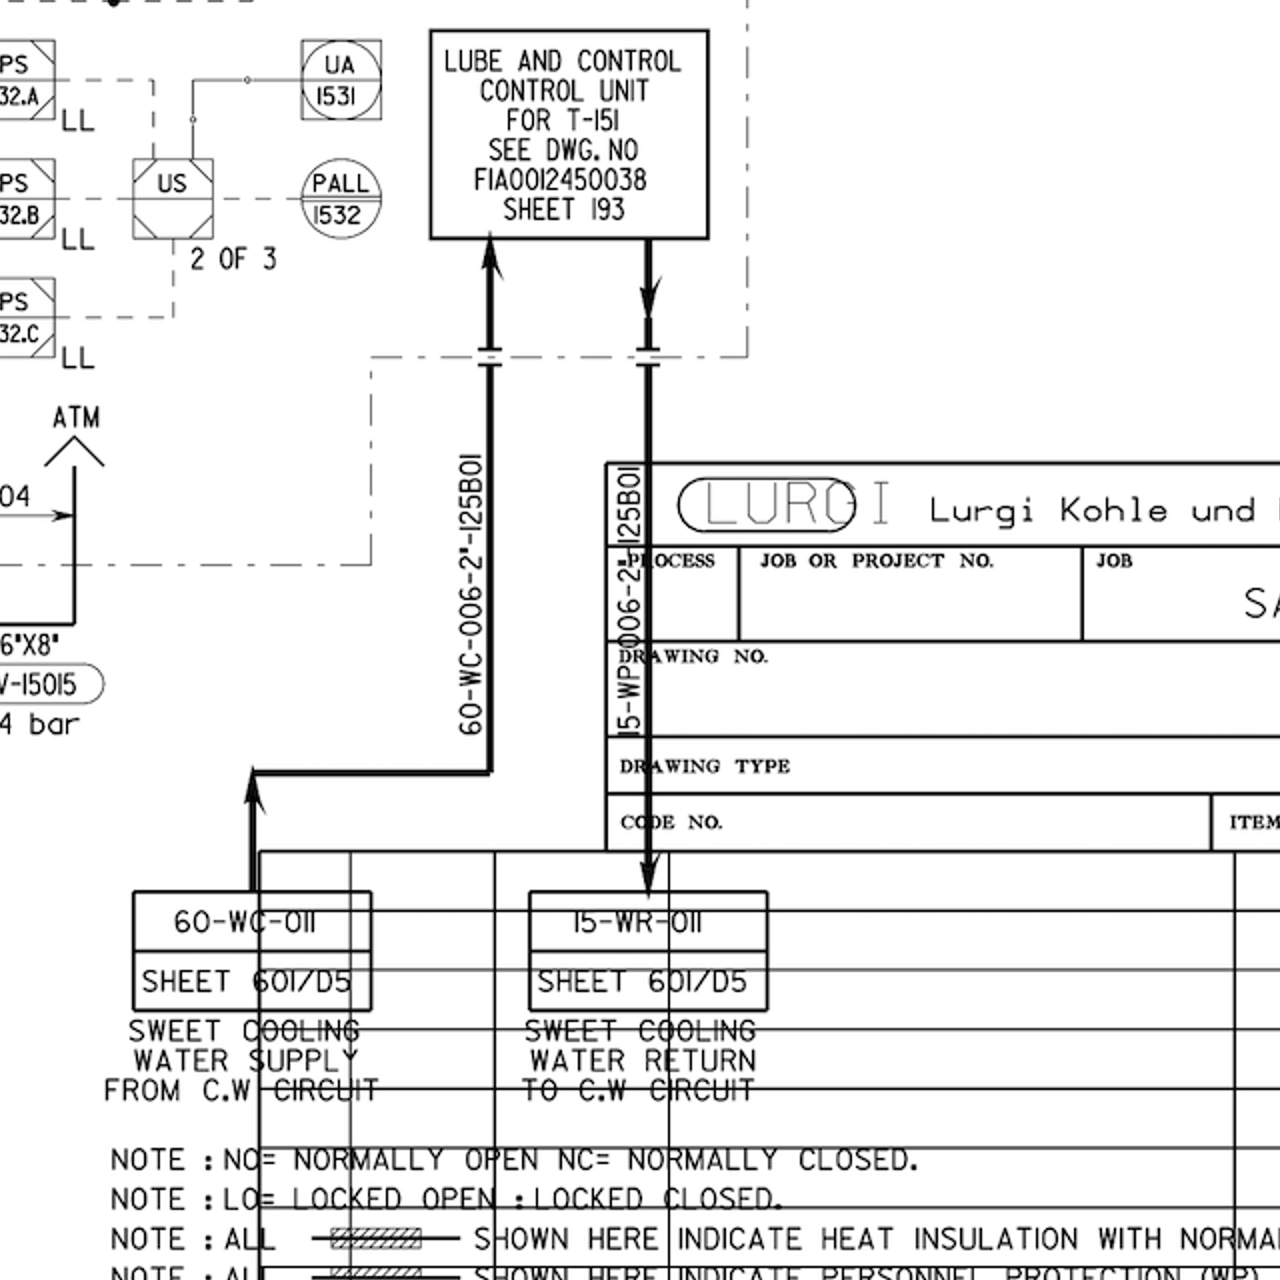 PS
32.A
LL
UA
1531
PS
32.B
LL
US
2 OF 3
PALL
1532
PS
32.C
LL
LUBE AND CONTROL
CONTROL UNIT
FOR T-151
SEE DWG. NO
F1A0012450038
SHEET 193
ATM
04
6"X8"
V-15015
4 bar
60-WC-006-2"-125B01
15-WP-006-2"-125B01
LURGI Lurgi Kohle und
PROCESS
JOB OR PROJECT NO.
JOB
SA
DRAWING NO.
DRAWING TYPE
CODE NO.
ITEM
60-WC-011
SHEET 601/D5
SWEET COOLING
WATER SUPPLY
FROM C.W CIRCUIT
15-WR-011
SHEET 601/D5
SWEET COOLING
WATER RETURN
TO C.W CIRCUIT
NOTE : NO= NORMALLY OPEN NC= NORMALLY CLOSED.
NOTE : LO= LOCKED OPEN : LOCKED CLOSED.
NOTE : ALL SHOWN HERE INDICATE HEAT INSULATION WITH NORMA
NOTE : ALL SHOWN HERE INDICATE PERSONNEL PROTECTION (WP)